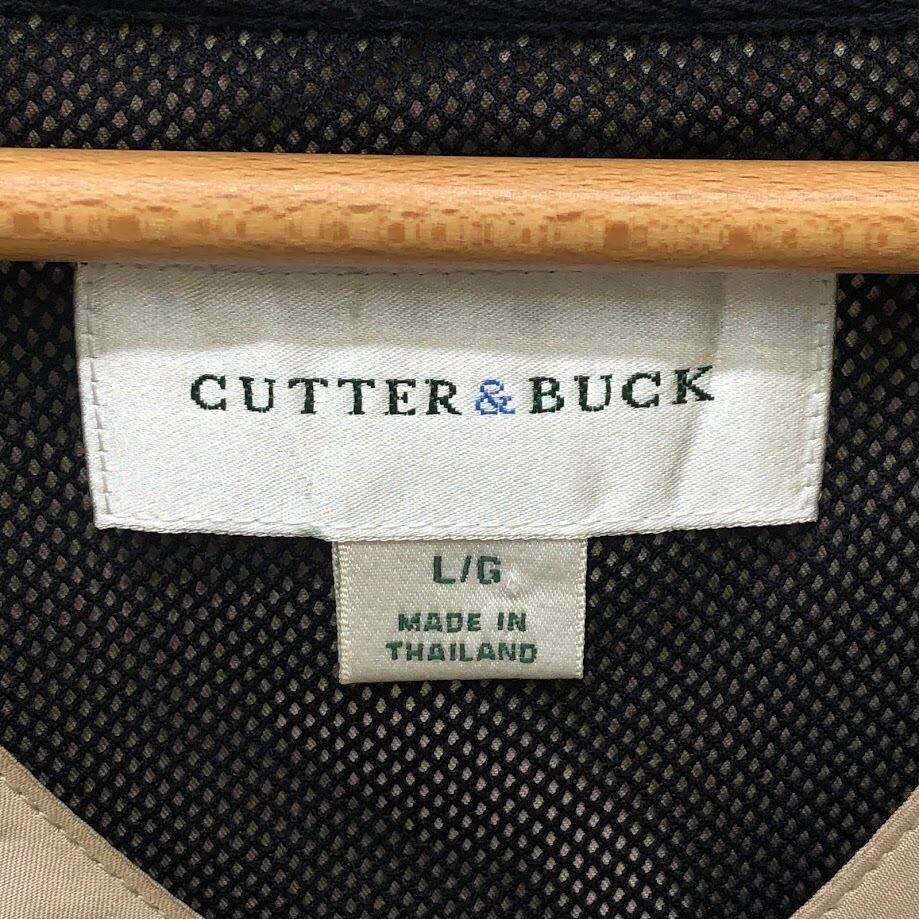 CUTTER & BUCK
L/G
MADE IN
THAILAND